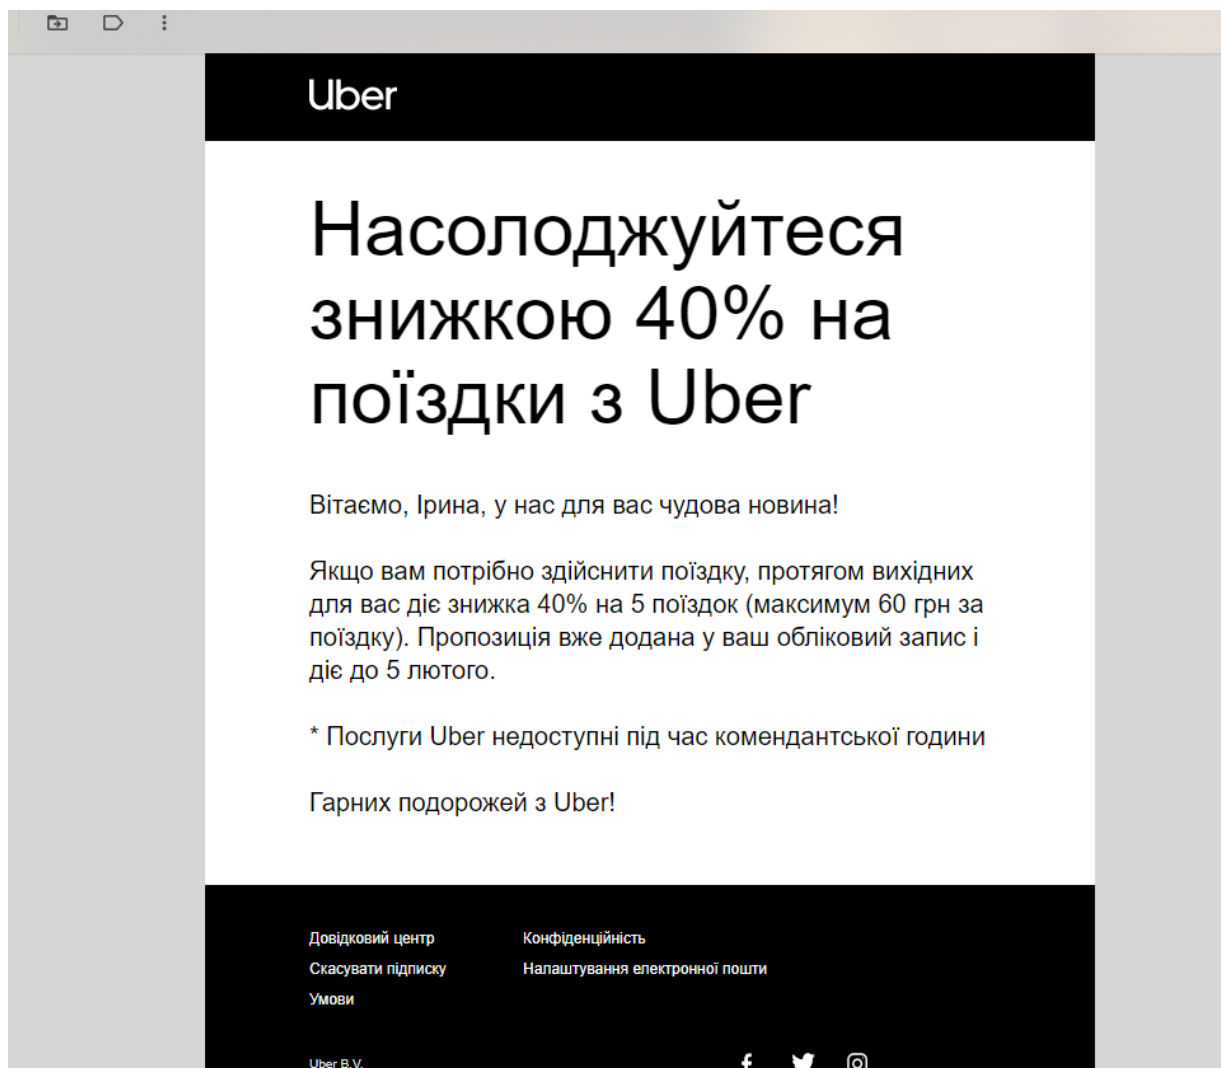 Uber
Насолоджуйтеся
знижкою 40% на
поїздки з Uber
Вітаємо, Ірина, у нас для вас чудова новина!
Якщо вам потрібно здійснити поїздку, протягом вихідних
для вас діє знижка 40% на 5 поїздок (максимум 60 грн за
поїздку). Пропозиція вже додана у ваш обліковий запис і
діє до 5 лютого.
* Послуги Uber недоступні під час комендантської години
Гарних подорожей з Uber!
Довідковий центр
Конфіденційність
Скасувати підписку
Налаштування електронної пошти
Умови
Uber B.V.